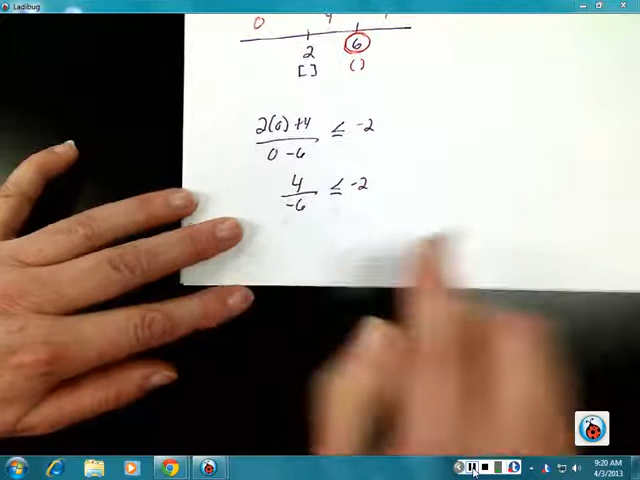 Ladibug
0 4
2 6
[ ] ( )
2(0)+4 / 0-6 ≤ -2
4 / -6 ≤ -2
9:20 AM
4/3/2013